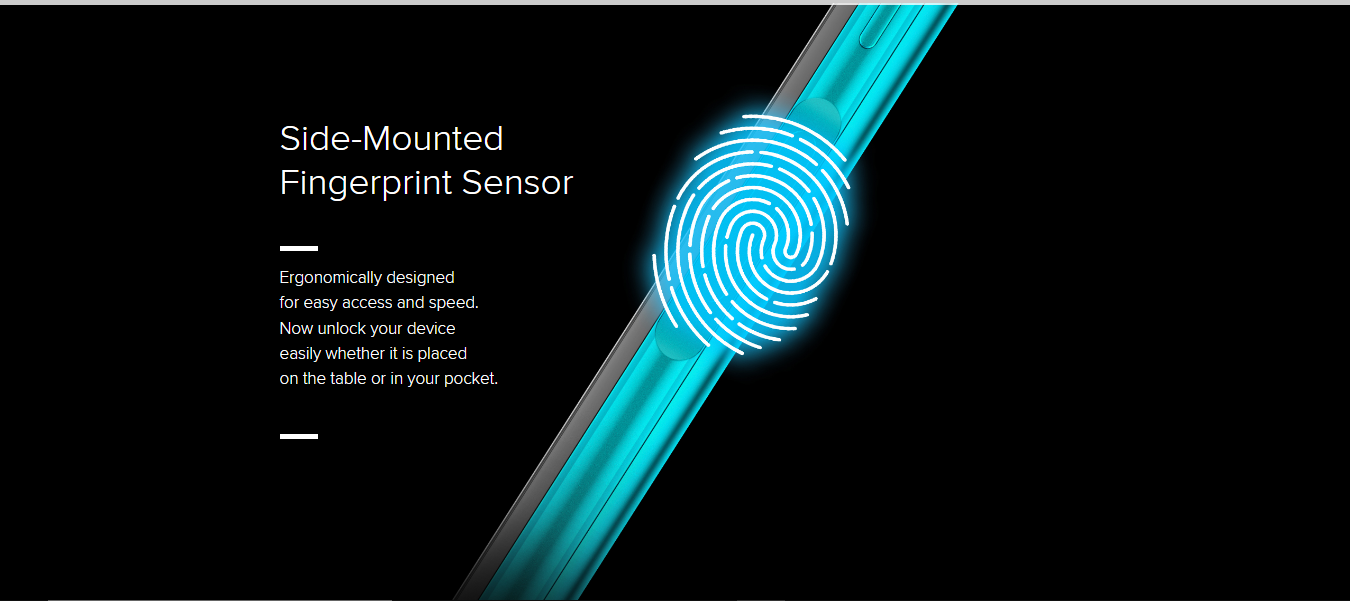 Side-Mounted
Fingerprint Sensor
Ergonomically designed
for easy access and speed.
Now unlock your device
easily whether it is placed
on the table or in your pocket.